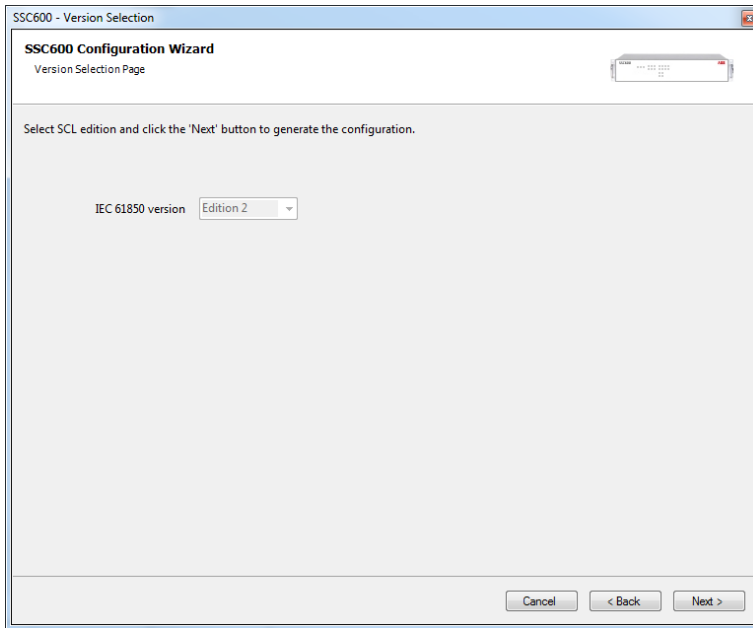 SSC600 - Version Selection
SSC600 Configuration Wizard
Version Selection Page
ABB
Select SCL edition and click the 'Next' button to generate the configuration.
IEC 61850 version Edition 2
Cancel < Back Next >